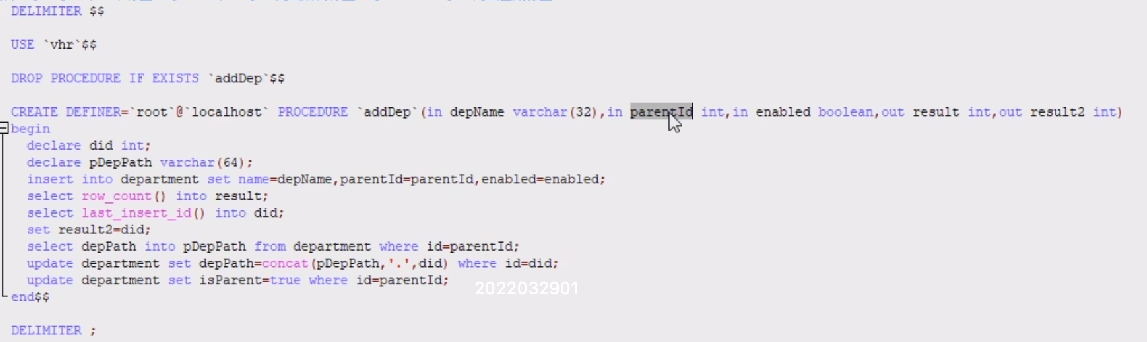 DELIMITER $$
USE `vhr`$$
DROP PROCEDURE IF EXISTS `addDep`$$
CREATE DEFINER=`root`@`localhost` PROCEDURE `addDep`(in depName varchar(32),in parentId int,in enabled boolean,out result int,out result2 int)
begin
declare did int;
declare pDepPath varchar(64);
insert into department set name=depName,parentId=parentId,enabled=enabled;
select row_count() into result;
select last_insert_id() into did;
set result2=did;
select depPath into pDepPath from department where id=parentId;
update department set depPath=concat(pDepPath,'.',did) where id=did;
update department set isParent=true where id=parentId;
2022032901
end$$
DELIMITER ;